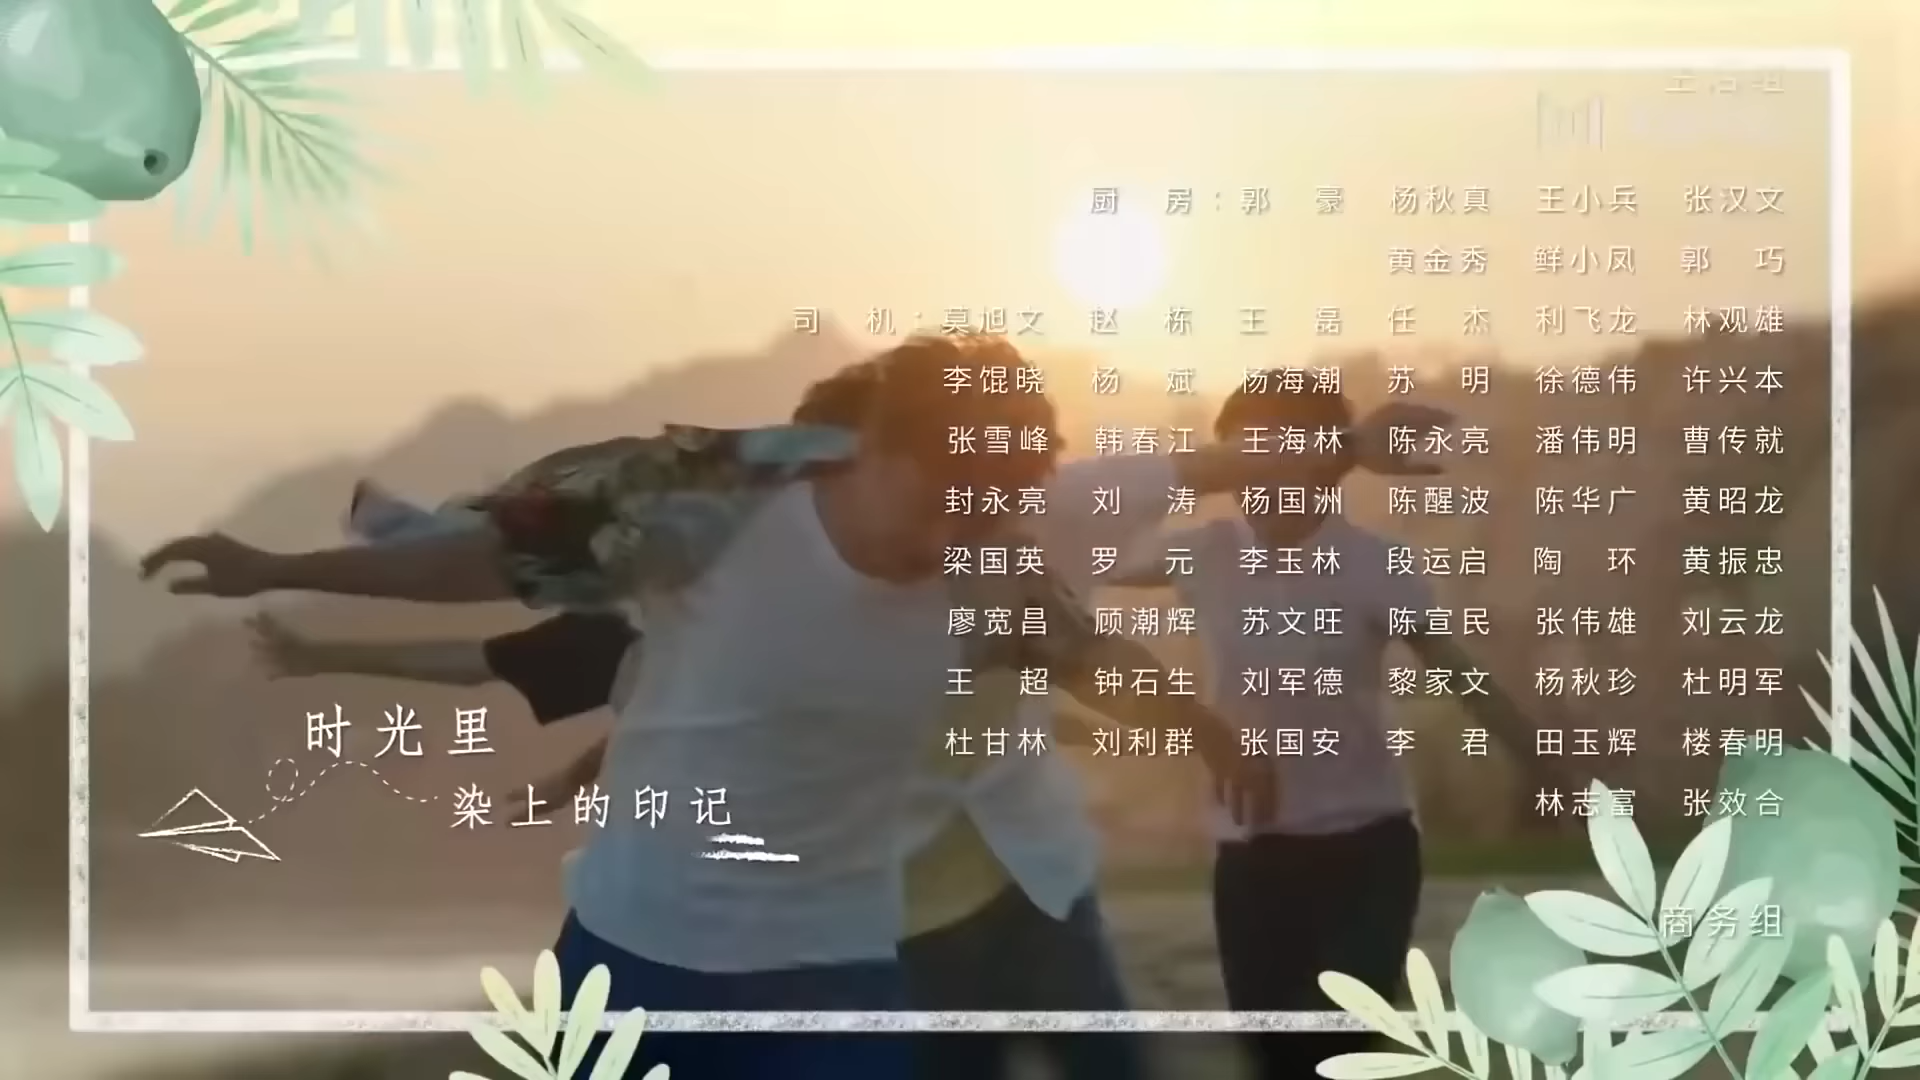 厨 房：郭 豪 杨秋真 王小兵 张汉文
黄金秀 鲜小凤 郭 巧
司 机：莫旭文 赵 栋 王 磊 任 杰 利飞龙 林观雄
李馄晓 杨 斌 杨海潮 苏 明 徐德伟 许兴本
张雪峰 韩春江 王海林 陈永亮 潘伟明 曹传就
封永亮 刘 涛 杨国洲 陈醒波 陈华广 黄昭龙
梁国英 罗 元 李玉林 段运启 陶 环 黄振忠
廖宽昌 顾潮辉 苏文旺 陈宣民 张伟雄 刘云龙
王 超 钟石生 刘军德 黎家文 杨秋珍 杜明军
杜甘林 刘利群 张国安 李 君 田玉辉 楼春明
林志富 张效合
商务组
时光里
染上的印记